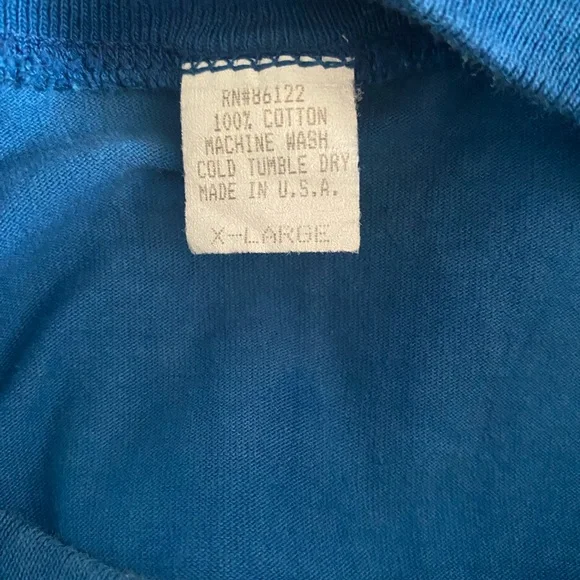 RN#86122
100% COTTON
MACHINE WASH
COLD TUMBLE DRY
MADE IN U.S.A.
X-LARGE